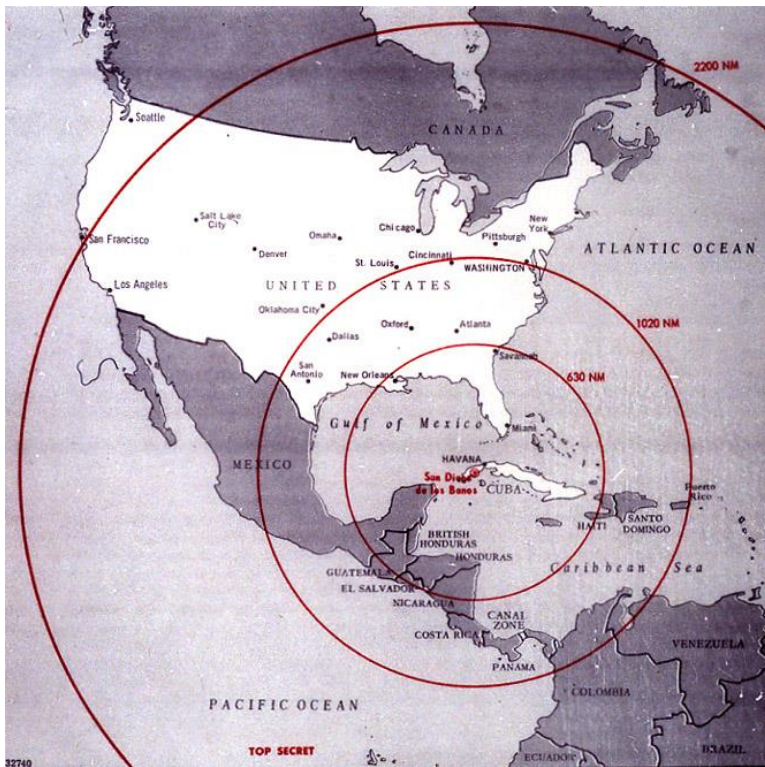 2200 NM
Seattle
CANADA
Salt Lake
City
San Francisco
Denver
Omaha
Chicago
New
York
Pittsburgh
Cincinnati
St. Louis
WASHINGTON
ATLANTIC OCEAN
UNITED STATES
Los Angeles
Oklahoma City
Oxford
Atlanta
Dallas
1020 NM
San
Antonio
New Orleans
Savannah
630 NM
Gulf of Mexico
Miami
HAVANA
MEXICO
San Diego
de los Banos
CUBA
Puerto
Rico
HAITI
SANTO
DOMINGO
BRITISH
HONDURAS
HONDURAS
Caribbean Sea
GUATEMALA
EL SALVADOR
NICARAGUA
CANAL
ZONE
COSTA RICA
VENEZUELA
PANAMA
COLOMBIA
PACIFIC OCEAN
TOP SECRET
BRAZIL
ECUADOR
32740